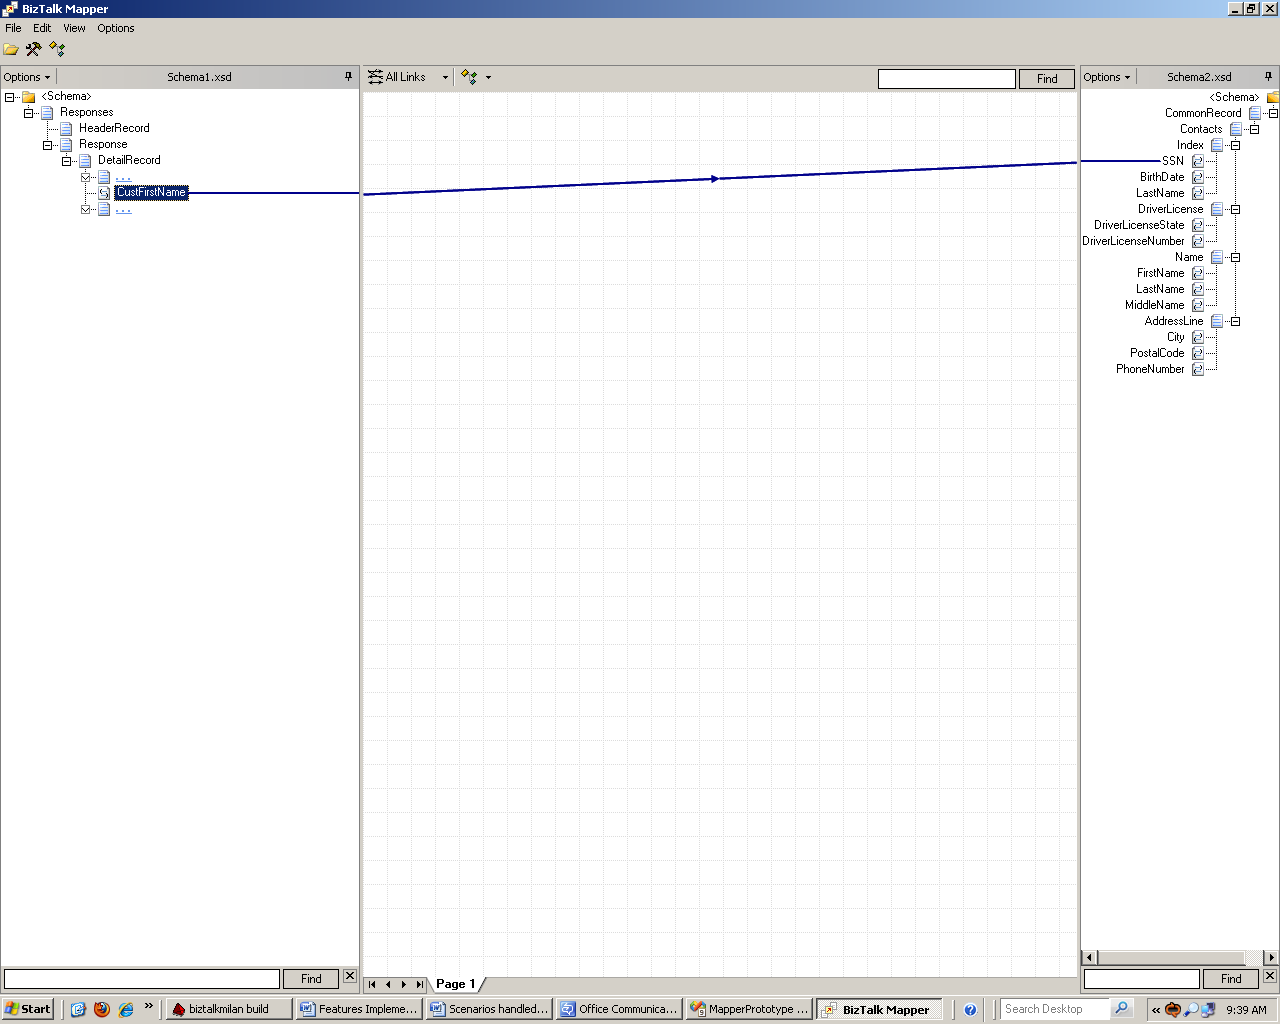 BizTalk Mapper
File Edit View Options
Options Schema1.xsd
<Schema>
Responses
HeaderRecord
Response
DetailRecord
...
CustFirstName
...
All Links Find
Options Schema2.xsd
<Schema>
CommonRecord
Contacts
Index
SSN
BirthDate
LastName
DriverLicense
DriverLicenseState
DriverLicenseNumber
Name
FirstName
LastName
MiddleName
AddressLine
City
PostalCode
PhoneNumber
Find
Page 1
Find
Start » biztalkmilan build Features Impleme... Scenarios handled... Office Communica... MapperPrototype ... BizTalk Mapper Search Desktop « 9:39 AM